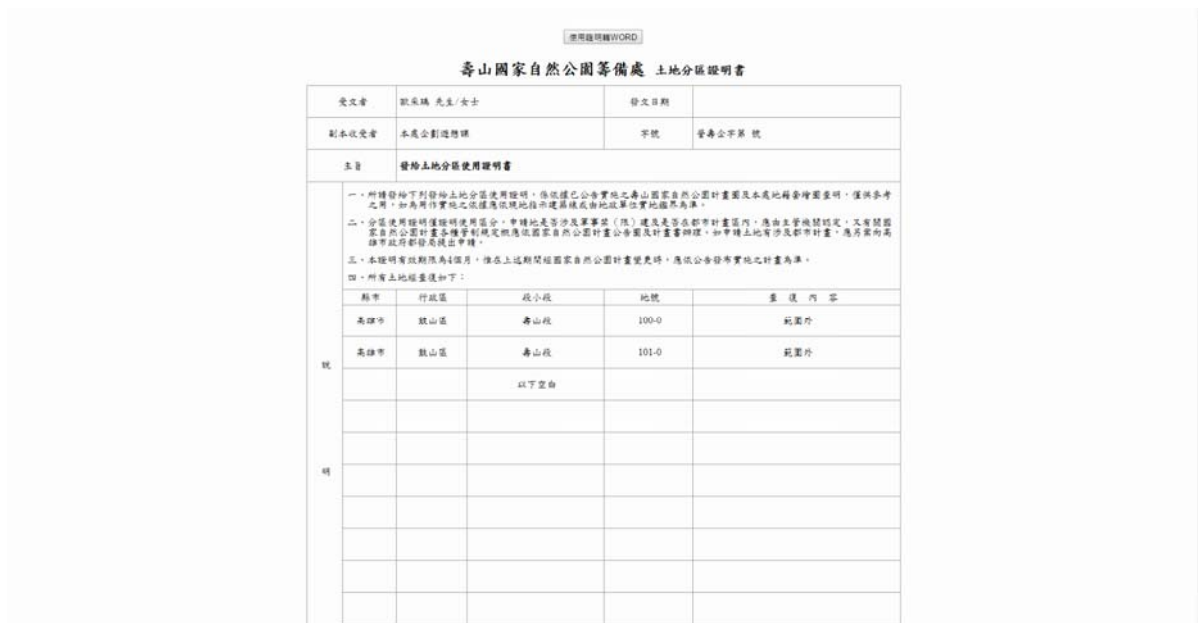 使用證明轉WORD
壽山國家自然公園籌備處 土地分區證明書
受文者 歐采瑀 先生/女士 發文日期
副本收受者 本處企劃遊憩課 字號 營壽企字第 號
主旨 發給土地分區使用證明書
一、所請發給下列發給土地分區使用證明,係依據已公告實施之壽山國家自然公園計畫圖及本處地籍套繪圖查明,僅供參考
之用,如為用作實施之依據應依現地指示建築線或由地政單位實地鑑界為準。
二、分區使用證明僅證明使用區分,申請地是否涉及軍事禁(限)建及是否在都市計畫區內,應由主管機關認定,又有關國
家自然公園計畫各種管制規定概應依國家自然公園計畫公告圖及計畫書辦理。如申請土地有涉及都市計畫,應另案向高
雄市政府都發局提出申請。
三、本證明有效期限為4個月,惟在上述期間經國家自然公園計畫變更時,應依公告發布實施之計畫為準。
四、所有土地經查復如下:
縣市 行政區 段小段 地號 查 復 內 容
高雄市 鼓山區 壽山段 100-0 範圍外
高雄市 鼓山區 壽山段 101-0 範圍外
說
以下空白
明